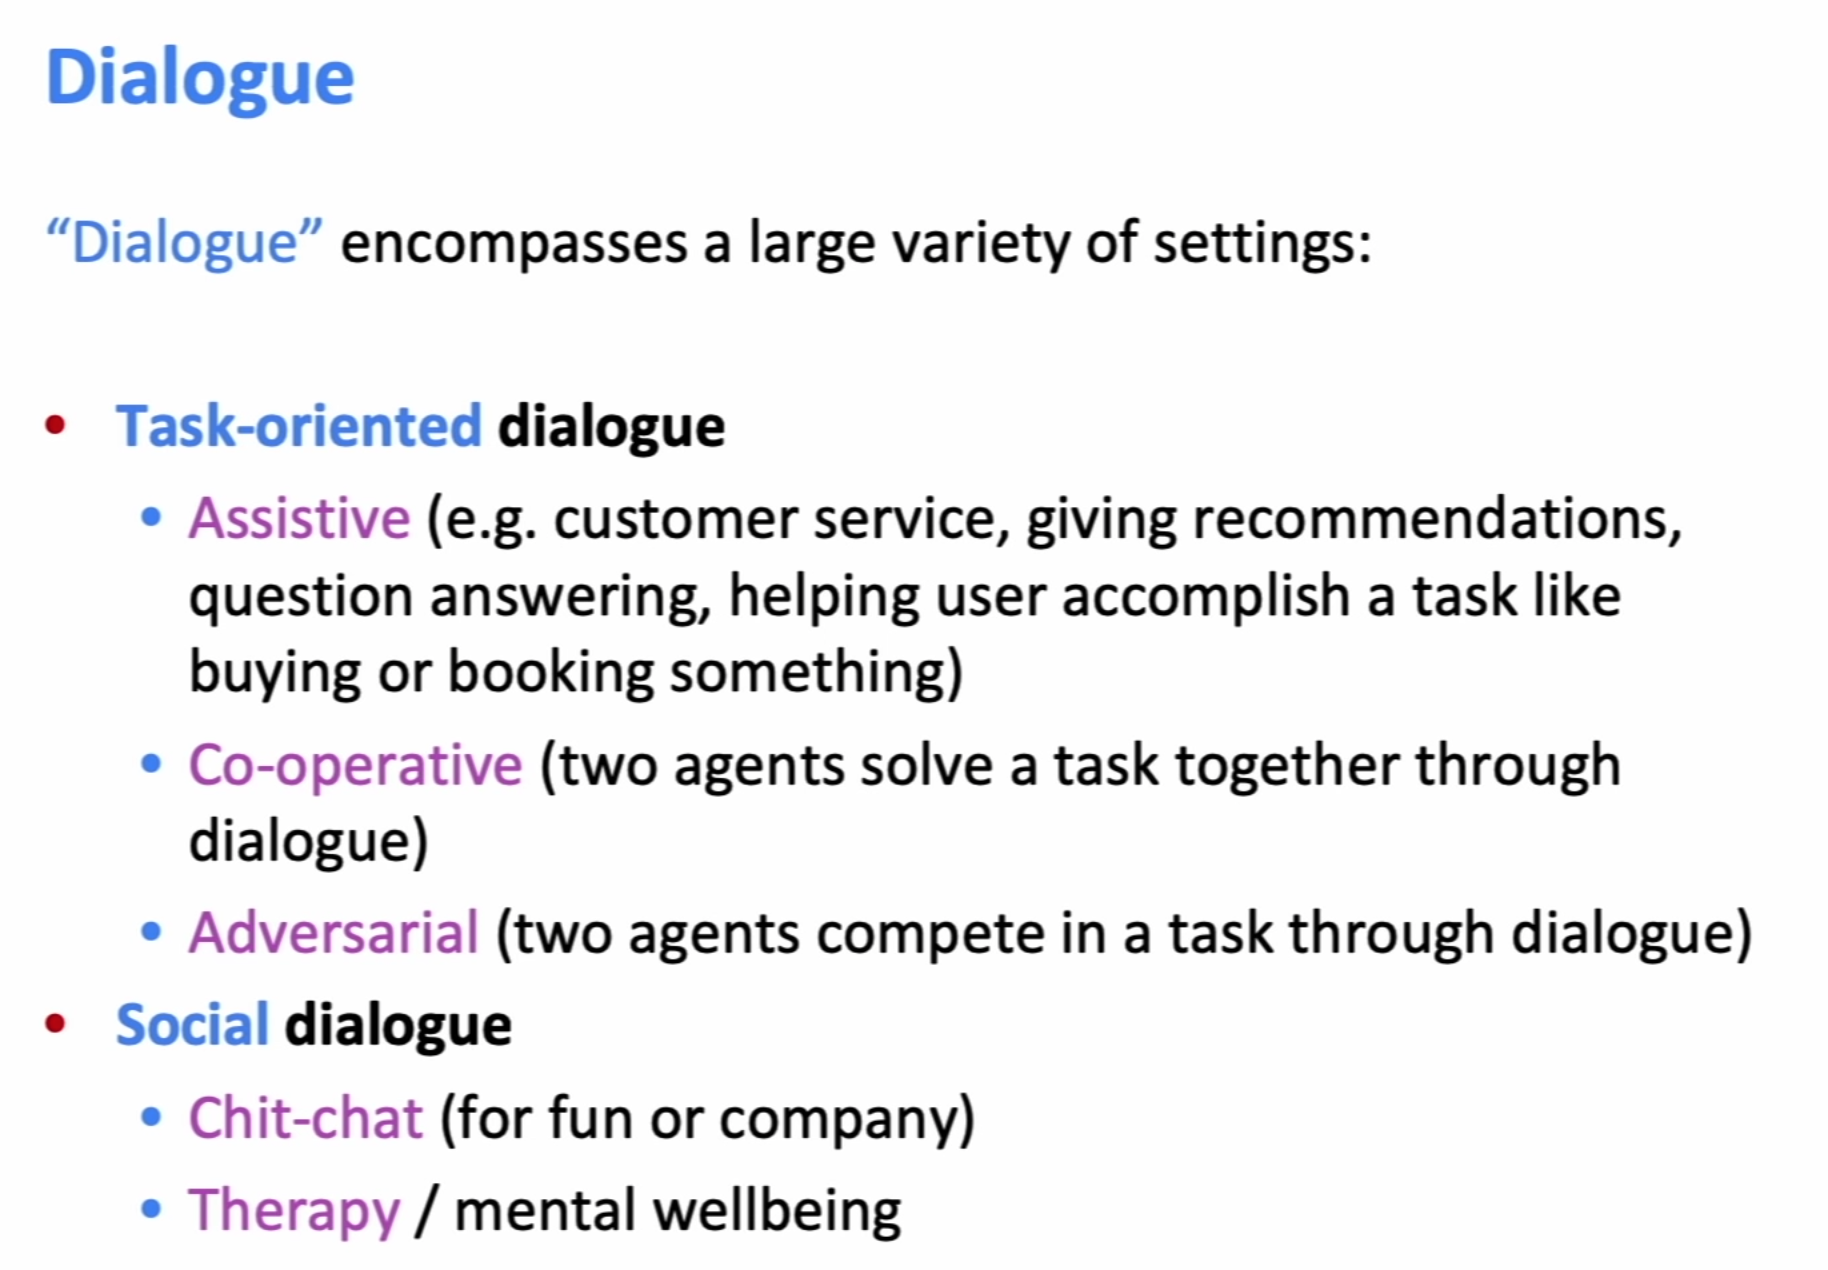 Dialogue
“Dialogue” encompasses a large variety of settings:
• Task-oriented dialogue
• Assistive (e.g. customer service, giving recommendations,
question answering, helping user accomplish a task like
buying or booking something)
• Co-operative (two agents solve a task together through
dialogue)
• Adversarial (two agents compete in a task through dialogue)
• Social dialogue
• Chit-chat (for fun or company)
• Therapy / mental wellbeing